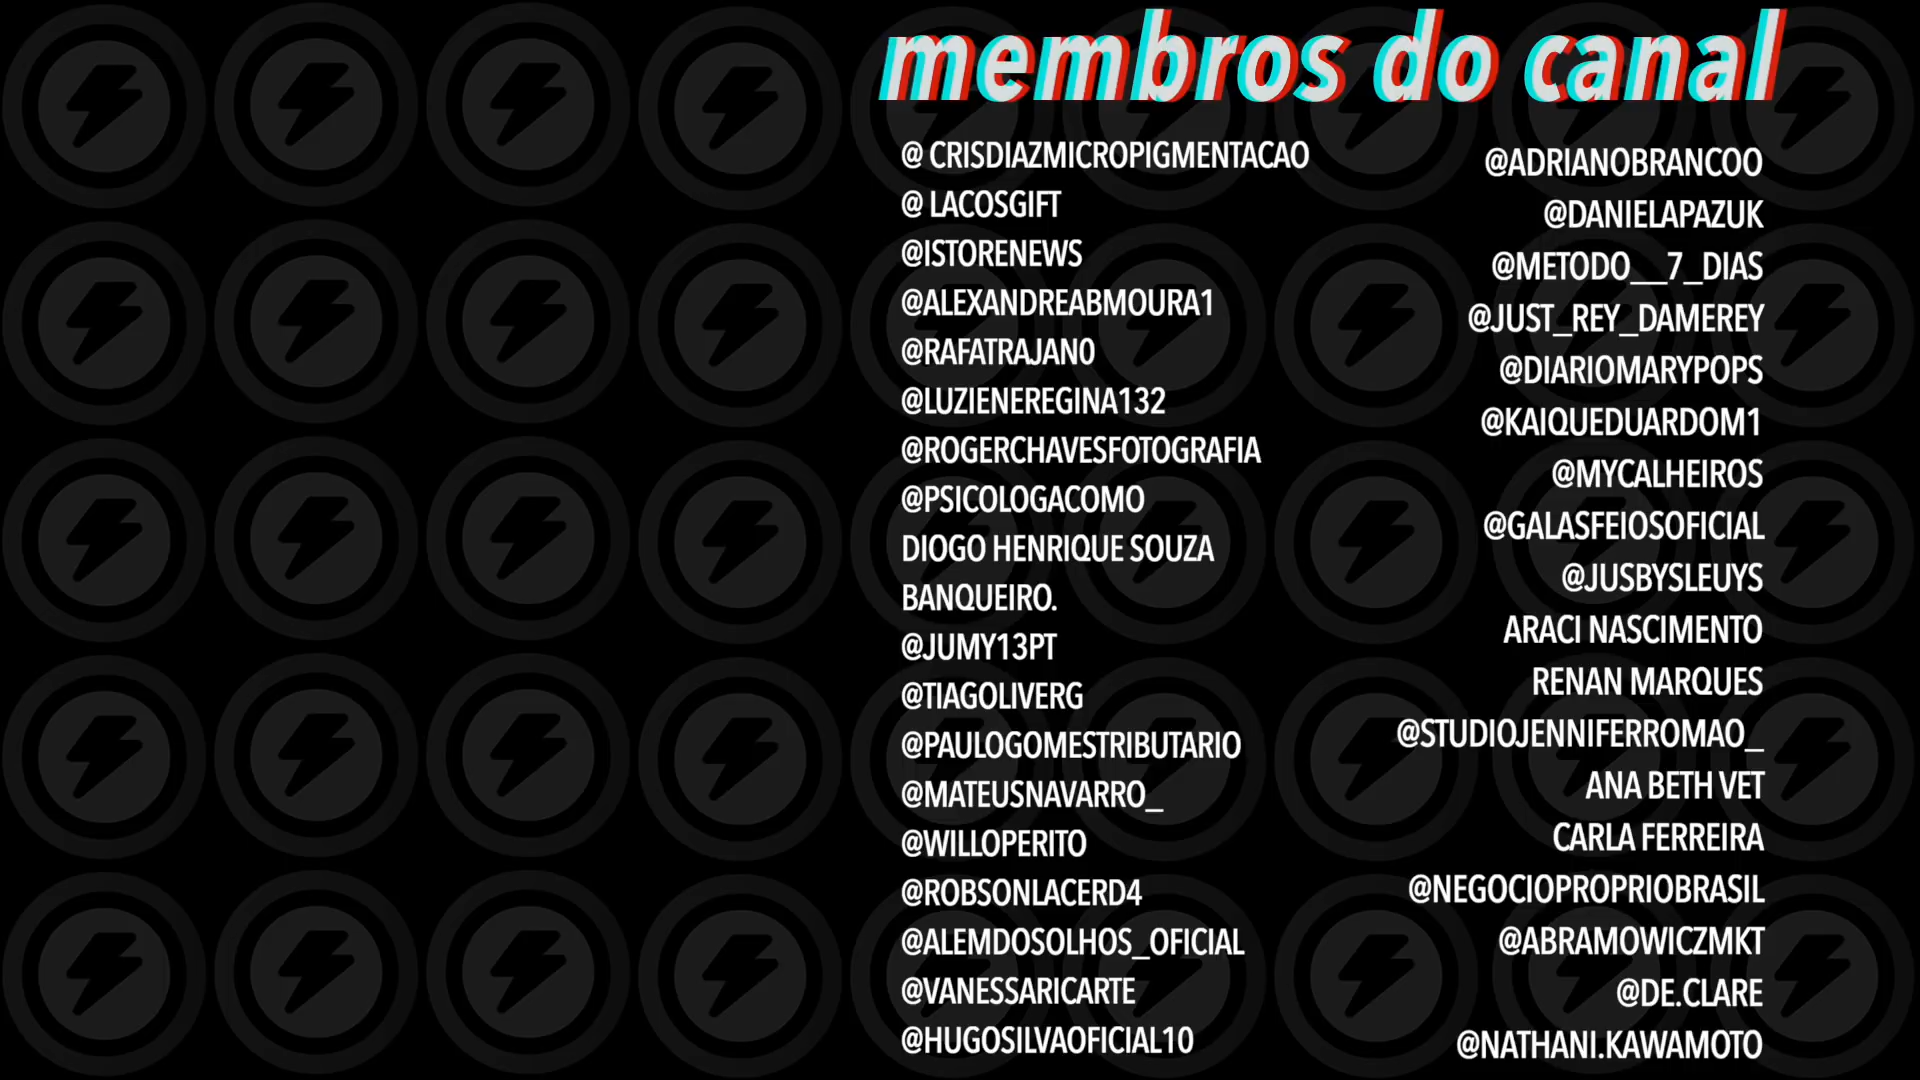 membros do canal
@ CRISDIAZMICROPIGMENTACAO
@ LACOSGIFT
@ISTORENEWS
@ALEXANDREABMOURA1
@RAFATRAJAN0
@LUZIENEREGINA132
@ROGERCHAVESFOTOGRAFIA
@PSICOLOGACOMO
DIOGO HENRIQUE SOUZA
BANQUEIRO.
@JUMY13PT
@TIAGOLIVERG
@PAULOGOMESTRIBUTARIO
@MATEUSNAVARRO_
@WILLOPERITO
@ROBSONLACERD4
@ALEMDOSOLHOS_OFICIAL
@VANESSARICARTE
@HUGOSILVAOFICIAL10
@ADRIANOBRANCOO
@DANIELAPAZUK
@METODO__7_DIAS
@JUST_REY_DAMEREY
@DIARIOMARYPOPS
@KAIQUEDUARDOM1
@MYCALHEIROS
@GALASFEIOSOFICIAL
@JUSBYSLEUYS
ARACI NASCIMENTO
RENAN MARQUES
@STUDIOJENNIFERROMAO_
ANA BETH VET
CARLA FERREIRA
@NEGOCIOPROPRIOBRASIL
@ABRAMOWICZMKT
@DE.CLARE
@NATHANI.KAWAMOTO